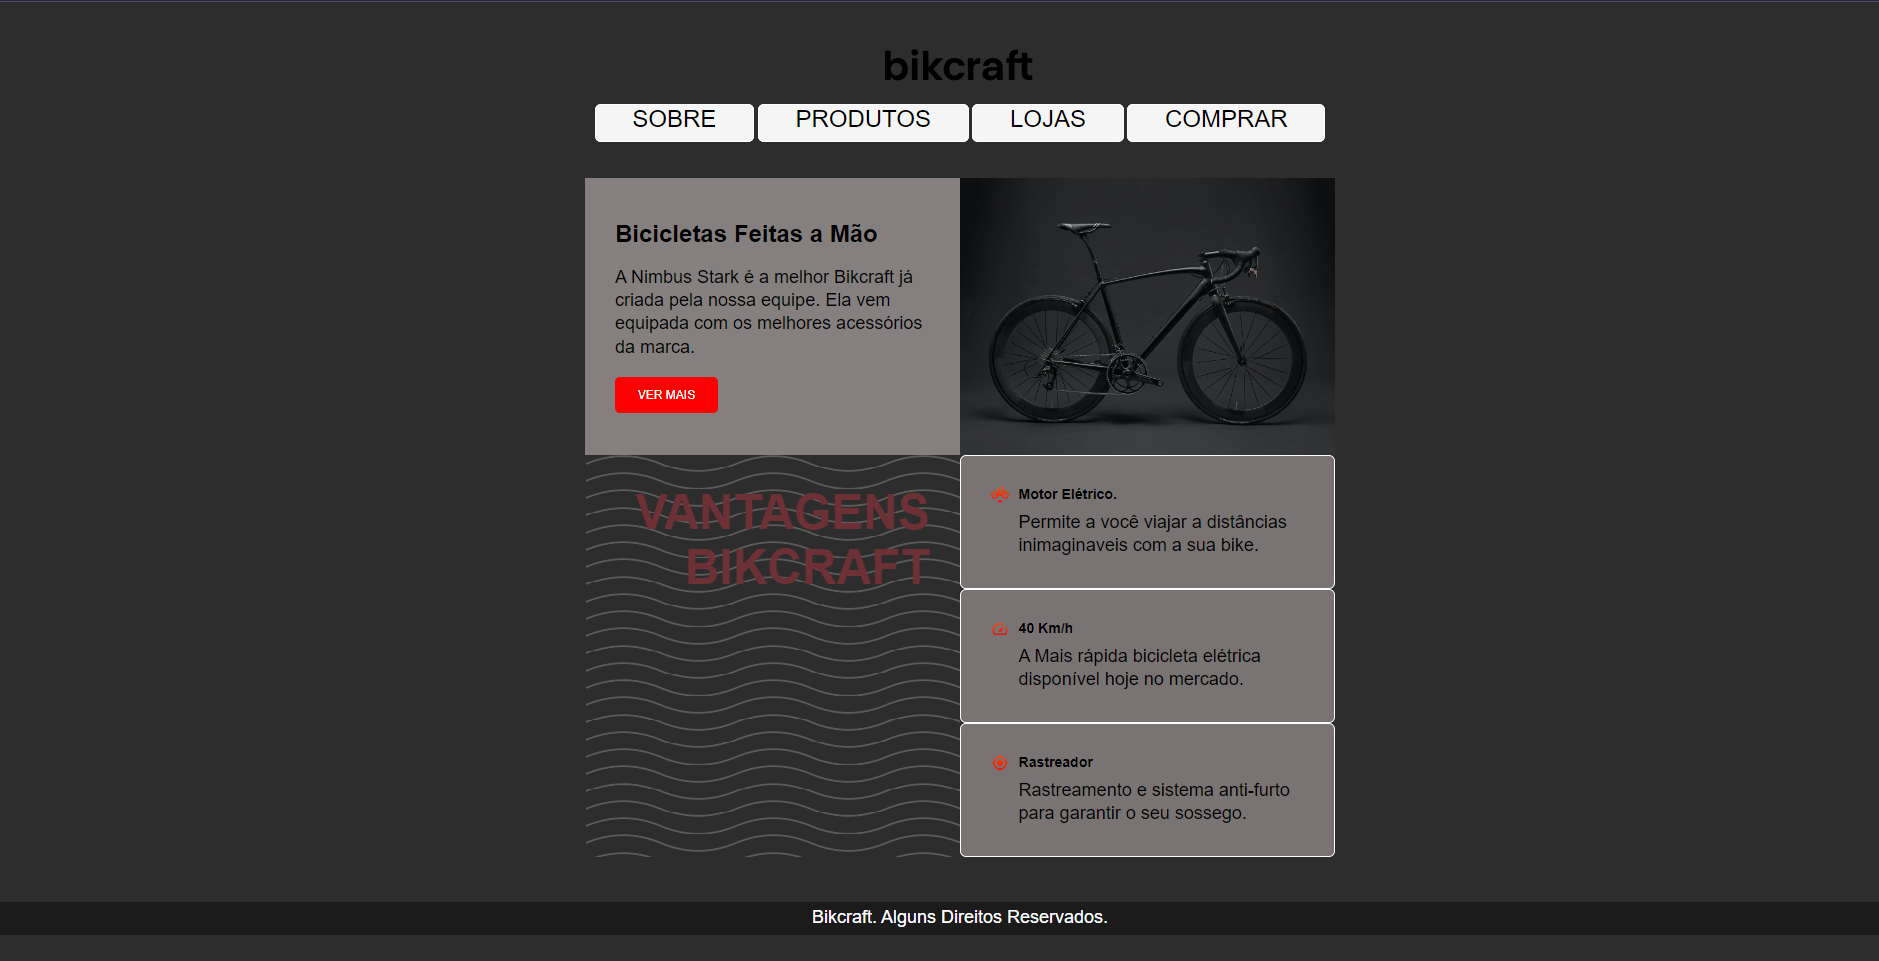 bikcraft
SOBRE
PRODUTOS
LOJAS
COMPRAR
Bicicletas Feitas a Mão
A Nimbus Stark é a melhor Bikcraft já
criada pela nossa equipe. Ela vem
equipada com os melhores acessórios
da marca.
VER MAIS
VANTAGENS
BIKCRAFT
Motor Elétrico.
Permite a você viajar a distâncias
inimaginaveis com a sua bike.
40 Km/h
A Mais rápida bicicleta elétrica
disponível hoje no mercado.
Rastreador
Rastreamento e sistema anti-furto
para garantir o seu sossego.
Bikcraft. Alguns Direitos Reservados.